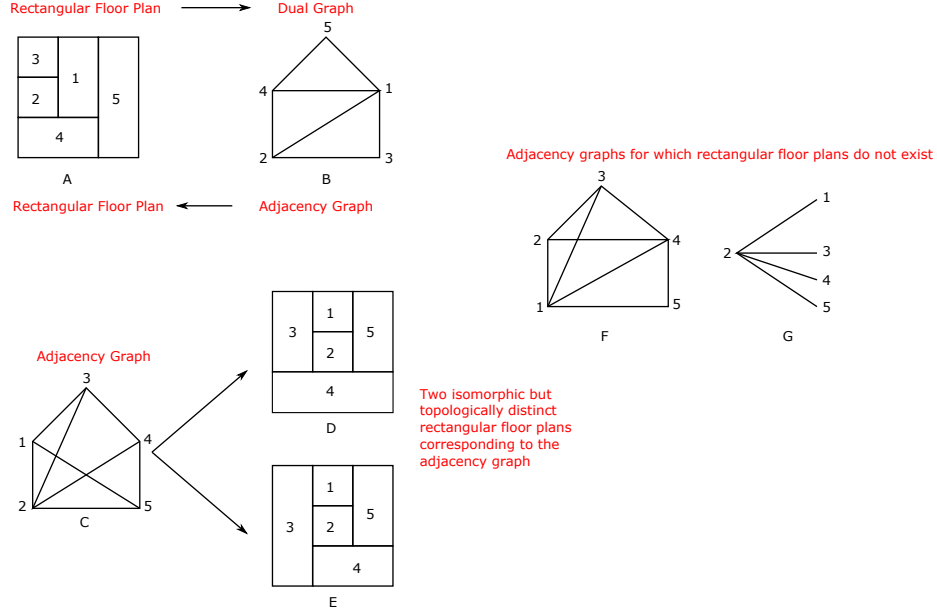 Rectangular Floor Plan
Dual Graph
3
1
2
5
4
A
5
4
1
2
3
B
Rectangular Floor Plan
Adjacency Graph
Adjacency Graph
3
1
4
2
5
C
1
3
5
2
4
D
1
3
5
2
4
E
Two isomorphic but
topologically distinct
rectangular floor plans
corresponding to the
adjacency graph
Adjacency graphs for which rectangular floor plans do not exist
3
2
4
1
5
F
1
2
3
4
5
G